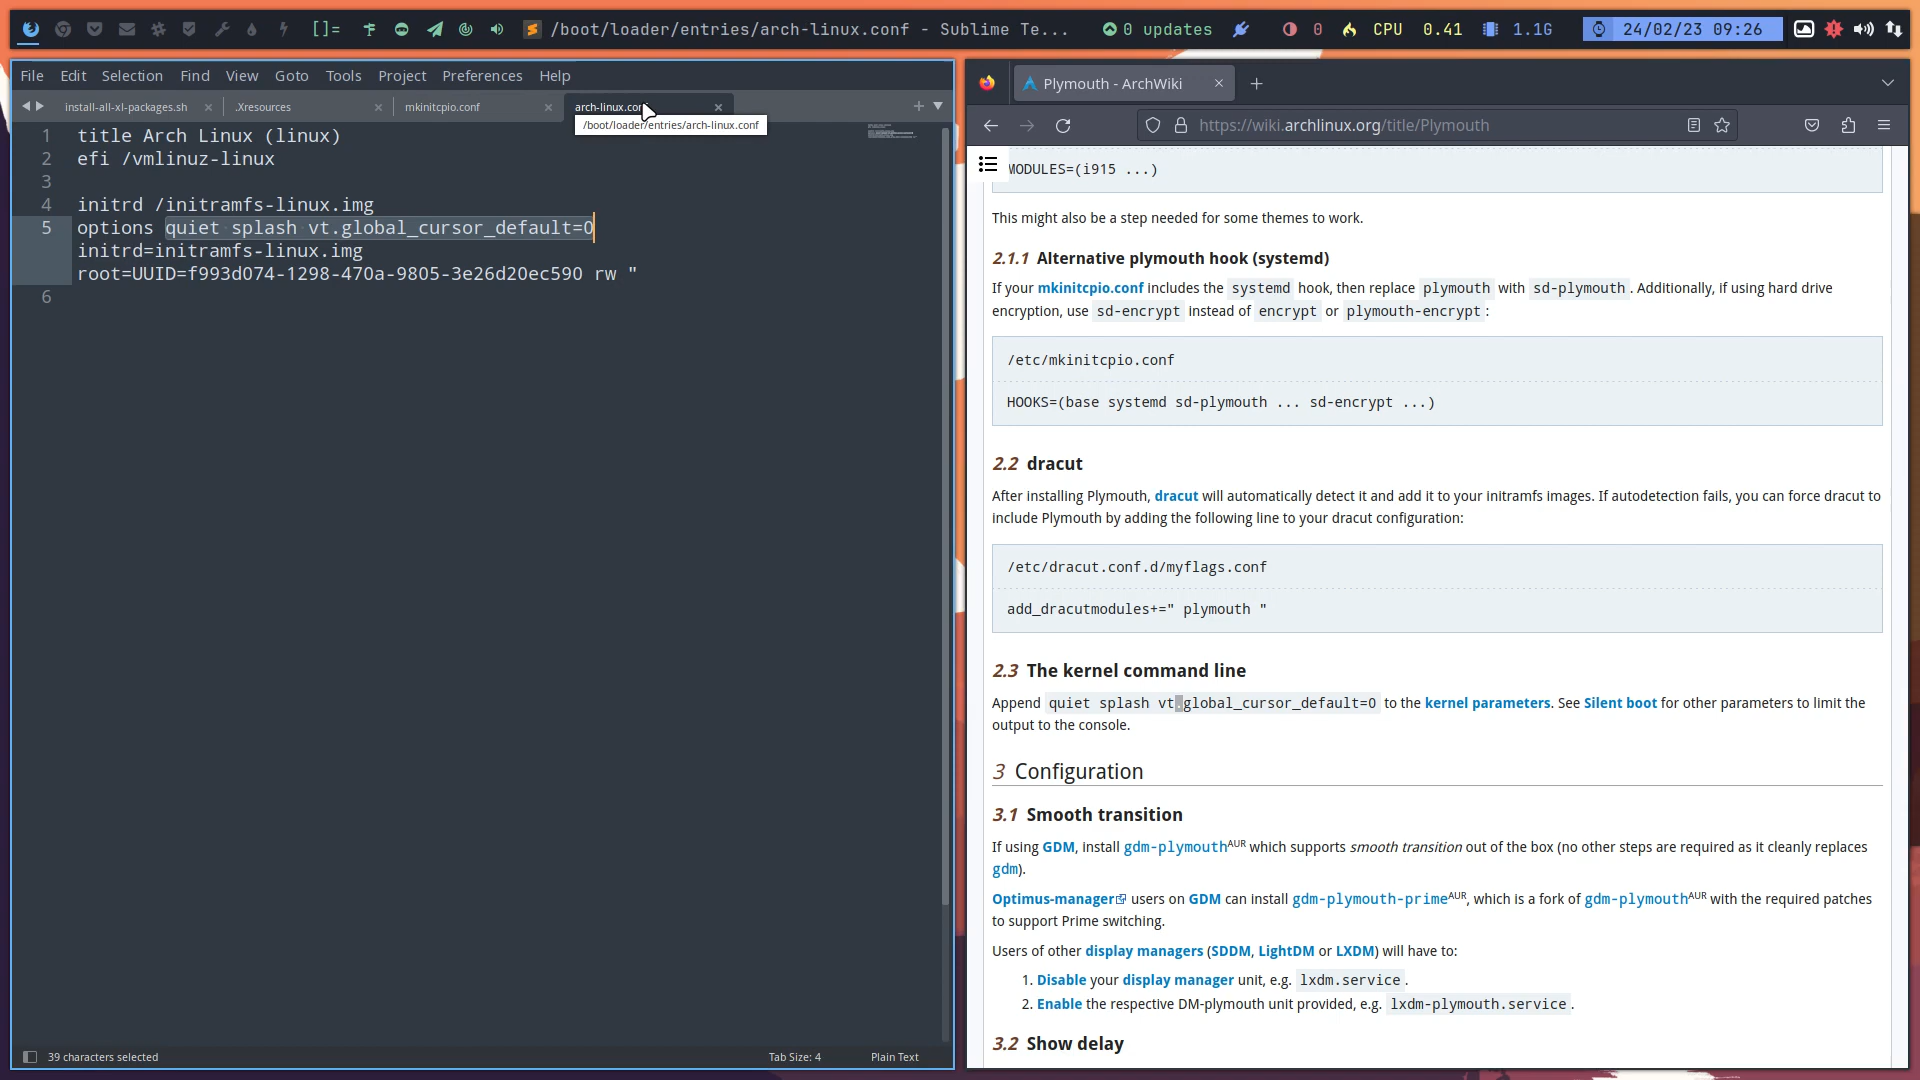 []=
/boot/loader/entries/arch-linux.conf - Sublime Te...
0 updates
0
CPU 0.41
1.1G
24/02/23 09:26
File Edit Selection Find View Goto Tools Project Preferences Help
install-all-xl-packages.sh
.Xresources
mkinitcpio.conf
arch-linux.con
/boot/loader/entries/arch-linux.conf
1 title Arch Linux (linux)
2 efi /vmlinuz-linux
3
4 initrd /initramfs-linux.img
5 options quiet splash vt.global_cursor_default=0
initrd=initramfs-linux.img
root=UUID=f993d074-1298-470a-9805-3e26d20ec590 rw "
6
39 characters selected
Tab Size: 4
Plain Text
Plymouth - ArchWiki
https://wiki.archlinux.org/title/Plymouth
MODULES=(i915 ...)
This might also be a step needed for some themes to work.
2.1.1 Alternative plymouth hook (systemd)
If your mkinitcpio.conf includes the systemd hook, then replace plymouth with sd-plymouth. Additionally, if using hard drive
encryption, use sd-encrypt instead of encrypt or plymouth-encrypt:
/etc/mkinitcpio.conf
HOOKS=(base systemd sd-plymouth ... sd-encrypt ...)
2.2 dracut
After installing Plymouth, dracut will automatically detect it and add it to your initramfs images. If autodetection fails, you can force dracut to
include Plymouth by adding the following line to your dracut configuration:
/etc/dracut.conf.d/myflags.conf
add_dracutmodules+=" plymouth "
2.3 The kernel command line
Append quiet splash vt.global_cursor_default=0 to the kernel parameters. See Silent boot for other parameters to limit the
output to the console.
3 Configuration
3.1 Smooth transition
If using GDM, install gdm-plymouthAUR which supports smooth transition out of the box (no other steps are required as it cleanly replaces
gdm).
Optimus-manager users on GDM can install gdm-plymouth-primeAUR, which is a fork of gdm-plymouthAUR with the required patches
to support Prime switching.
Users of other display managers (SDDM, LightDM or LXDM) will have to:
1. Disable your display manager unit, e.g. lxdm.service.
2. Enable the respective DM-plymouth unit provided, e.g. lxdm-plymouth.service.
3.2 Show delay